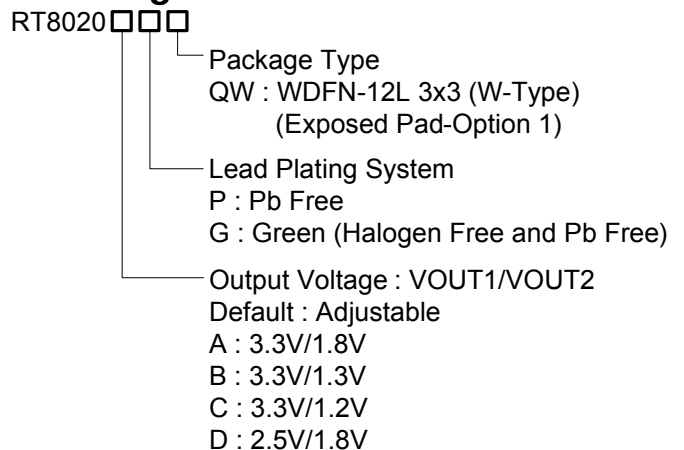 RT8020
Package Type
QW : WDFN-12L 3x3 (W-Type)
(Exposed Pad-Option 1)
Lead Plating System
P : Pb Free
G : Green (Halogen Free and Pb Free)
Output Voltage : VOUT1/VOUT2
Default : Adjustable
A : 3.3V/1.8V
B : 3.3V/1.3V
C : 3.3V/1.2V
D : 2.5V/1.8V